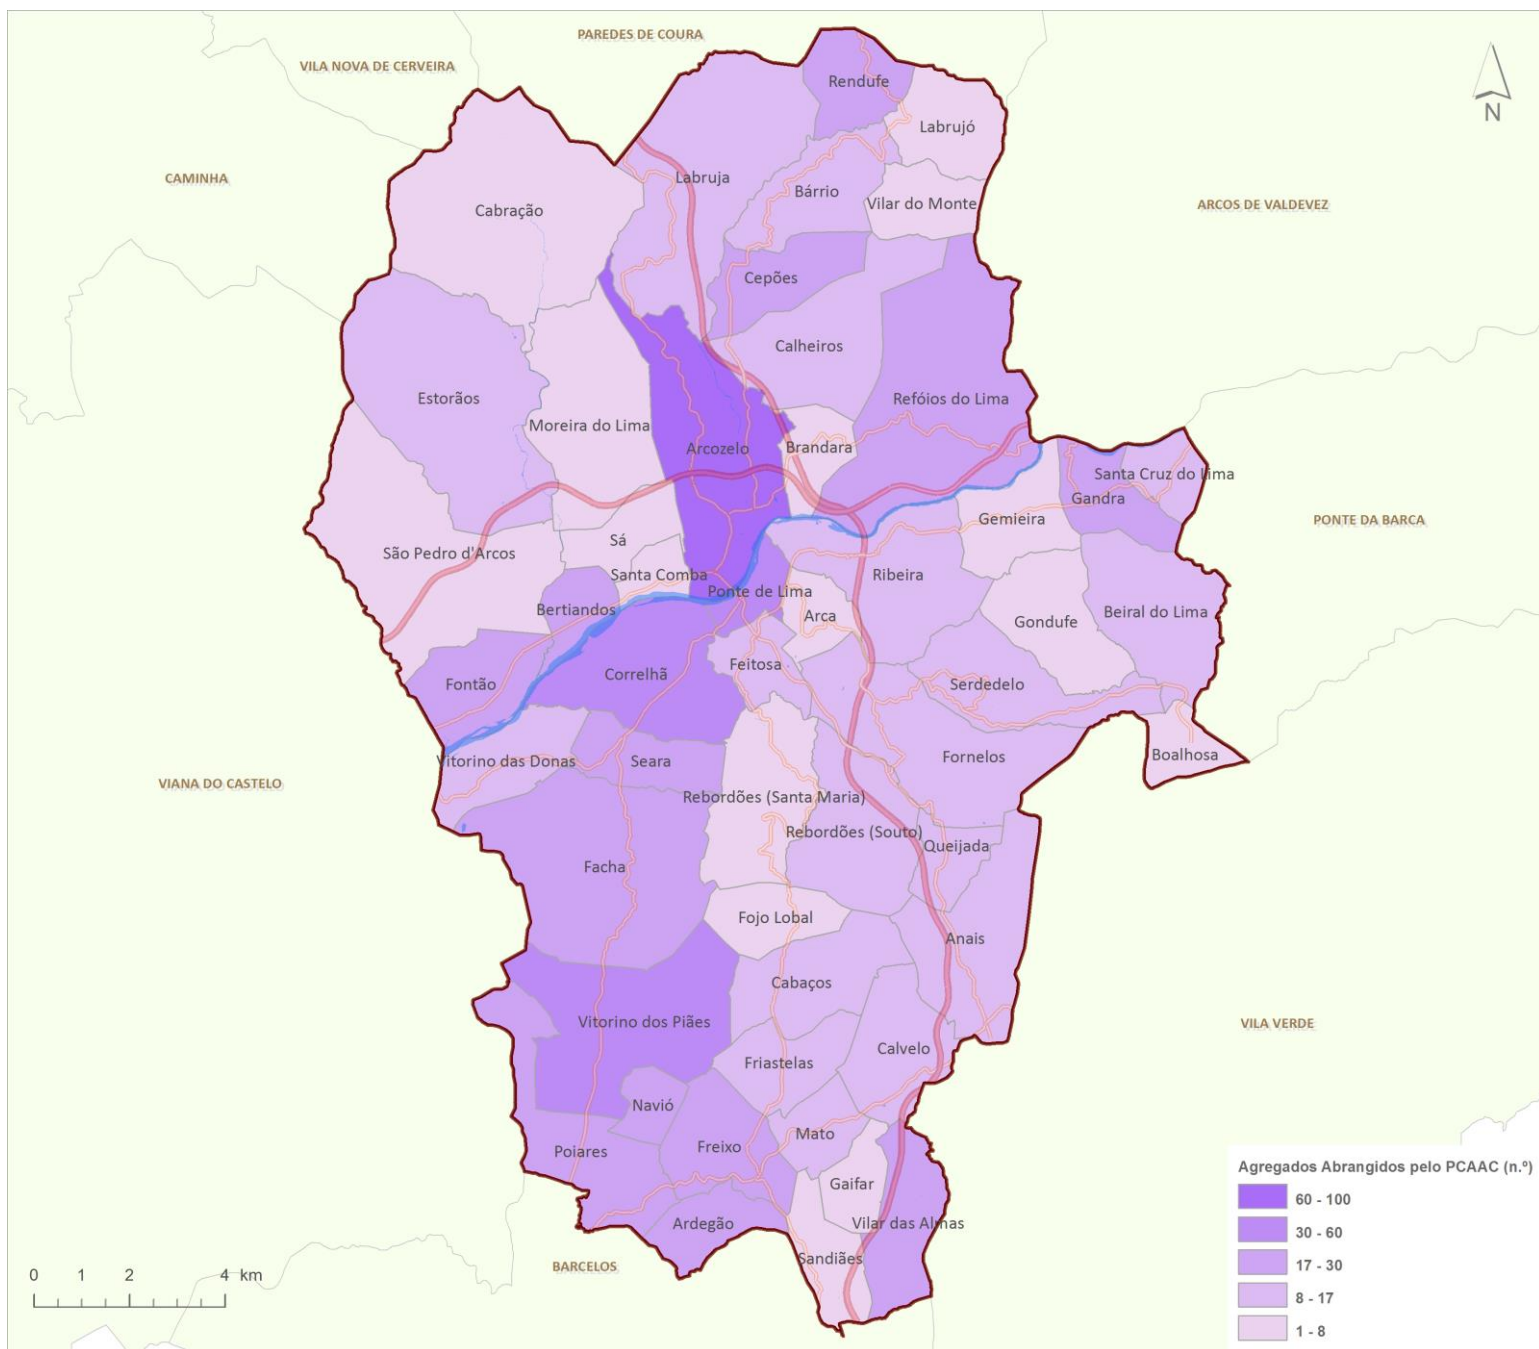 PAREDES DE COURA
VILA NOVA DE CERVEIRA
Rendufe
N
Labrujó
CAMINHA
Labruja
Bárrio
Vilar do Monte
ARCOS DE VALDEVEZ
Cabração
Cepões
Calheiros
Estorãos
Refóios do Lima
Moreira do Lima
Arcozelo
Brandara
Santa Cruz do Lima
Gandra
Gemieira
PONTE DA BARCA
Sá
São Pedro d'Arcos
Santa Comba
Ribeira
Ponte de Lima
Bertiandos
Arca
Gondufe
Beiral do Lima
Feitosa
Correlhã
Fontão
Serdedelo
Boalhosa
Fornelos
Vitorino das Donas
Seara
VIANA DO CASTELO
Rebordões (Santa Maria)
Rebordões (Souto)
Queijada
Facha
Fojo Lobal
Anais
Cabaços
Vitorino dos Piães
VILA VERDE
Calvelo
Friastelas
Navió
Mato
Freixo
Poiares
Gaifar
Ardegão
Vilar das Almas
Sandiães
BARCELOS
0 1 2 4 km
Agregados Abrangidos pelo PCAAC (n.º)
60 - 100
30 - 60
17 - 30
8 - 17
1 - 8